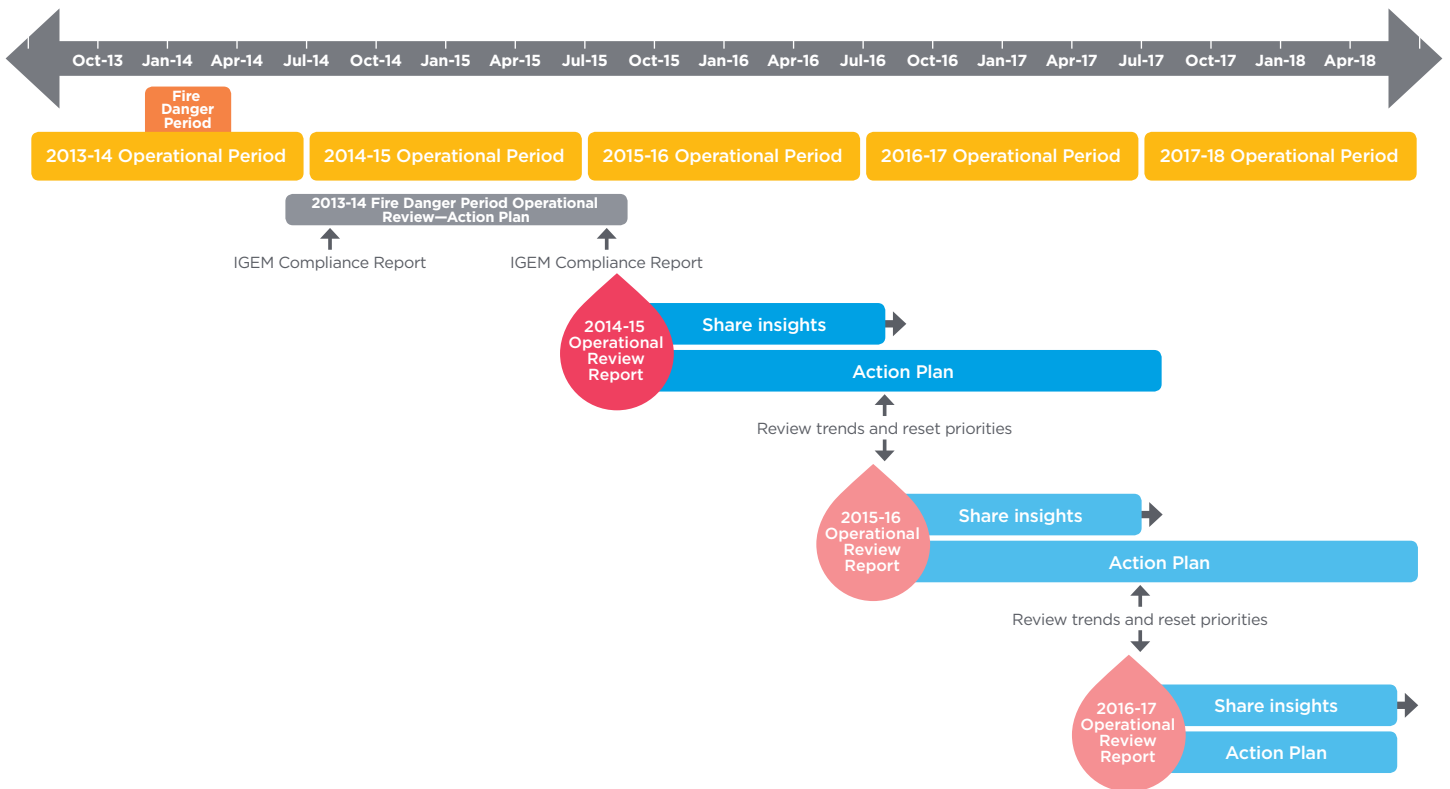 Oct-13 Jan-14 Apr-14 Jul-14 Oct-14 Jan-15 Apr-15 Jul-15 Oct-15 Jan-16 Apr-16 Jul-16 Oct-16 Jan-17 Apr-17 Jul-17 Oct-17 Jan-18 Apr-18
Fire
Danger
Period
2013-14 Operational Period
2014-15 Operational Period
2015-16 Operational Period
2016-17 Operational Period
2017-18 Operational Period
2013-14 Fire Danger Period Operational
Review—Action Plan
IGEM Compliance Report
IGEM Compliance Report
2014-15
Operational
Review
Report
Share insights
Action Plan
Review trends and reset priorities
2015-16
Operational
Review
Report
Share insights
Action Plan
Review trends and reset priorities
2016-17
Operational
Review
Report
Share insights
Action Plan